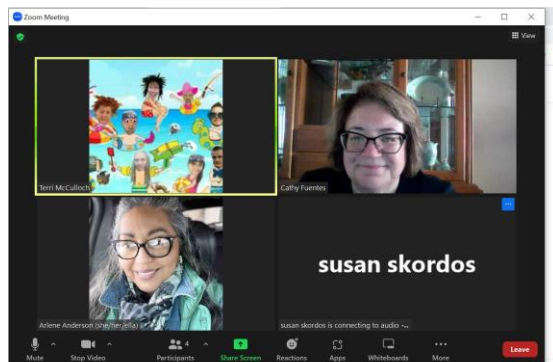 Zoom Meeting
View
Terri McCulloch
Cathy Fuentes
susan skordos
Arlene Anderson (she/her/ella)
susan skordos is connecting to audio -...
4
Mute
Stop Video
Participants
Share Screen
Reactions
Apps
Whiteboards
More
Leave